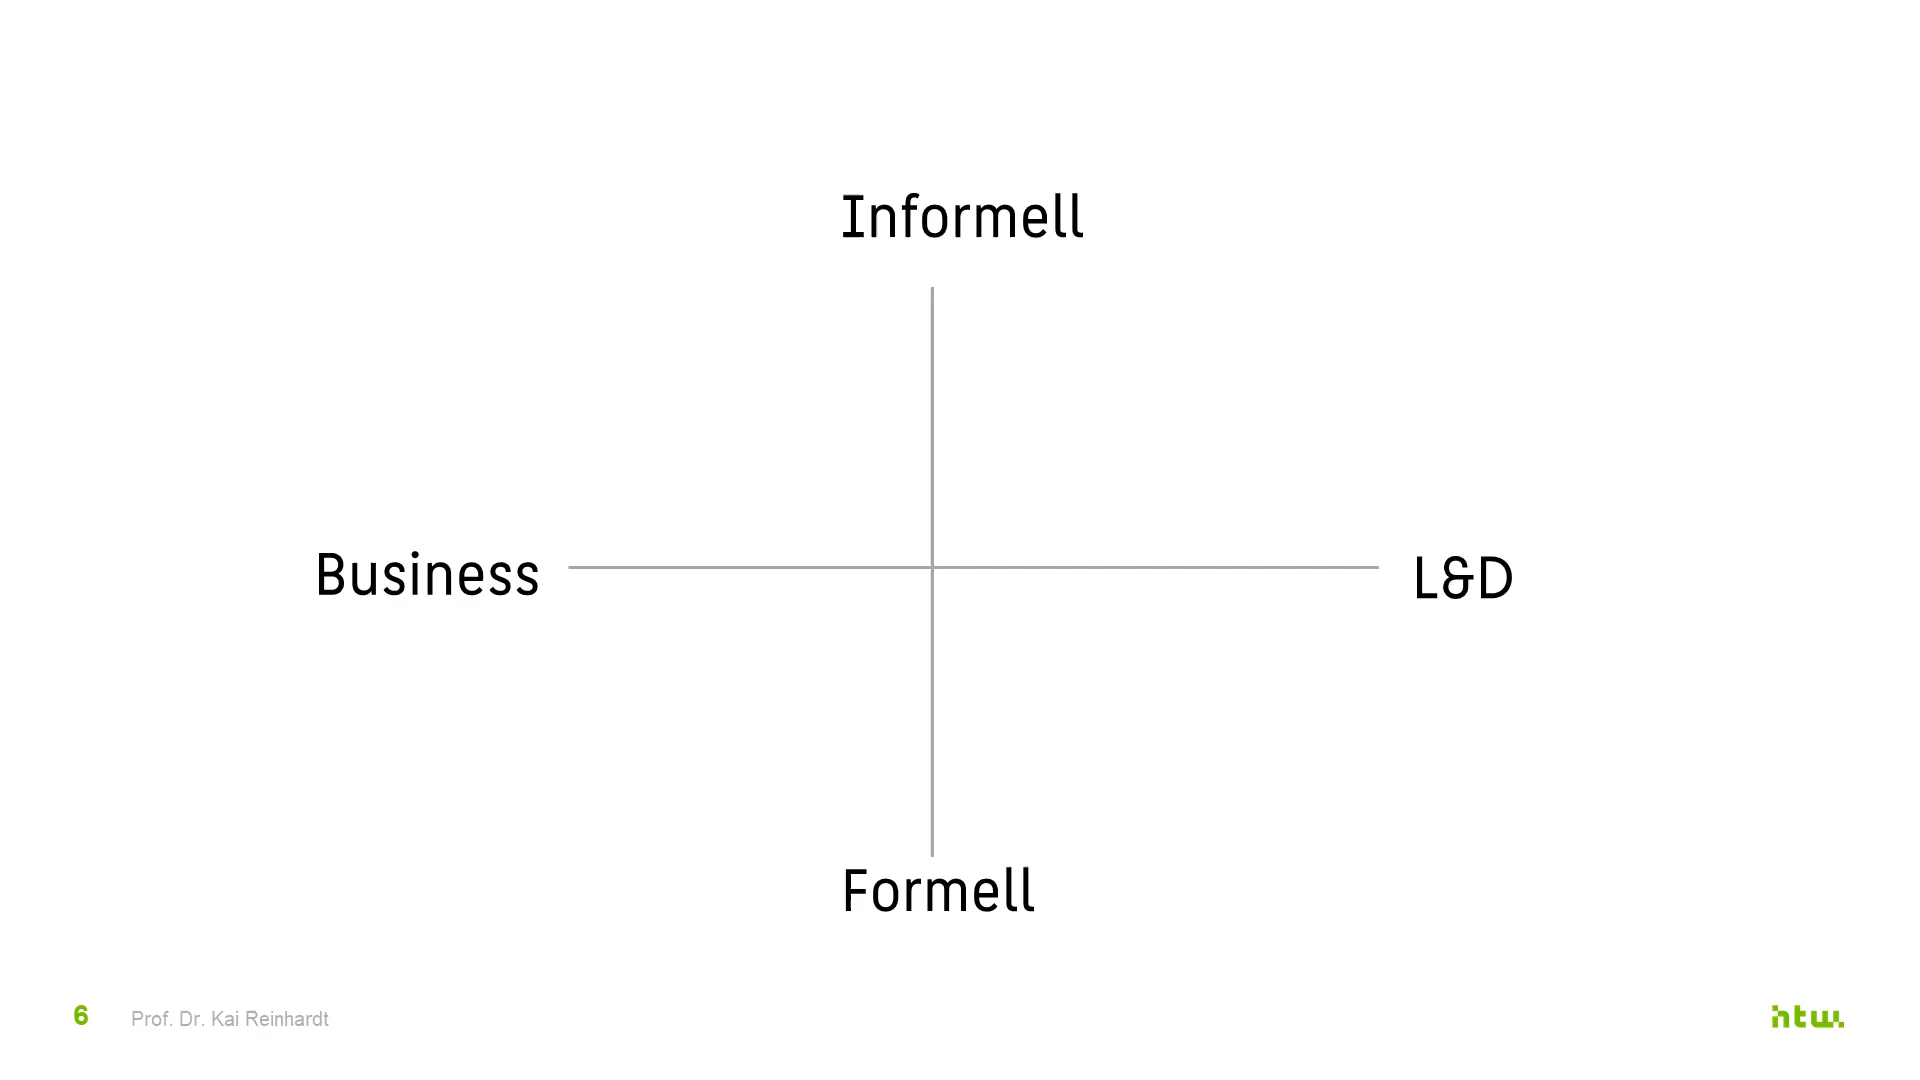 Informell
Business
L&D
Formell
6
Prof. Dr. Kai Reinhardt
htw.